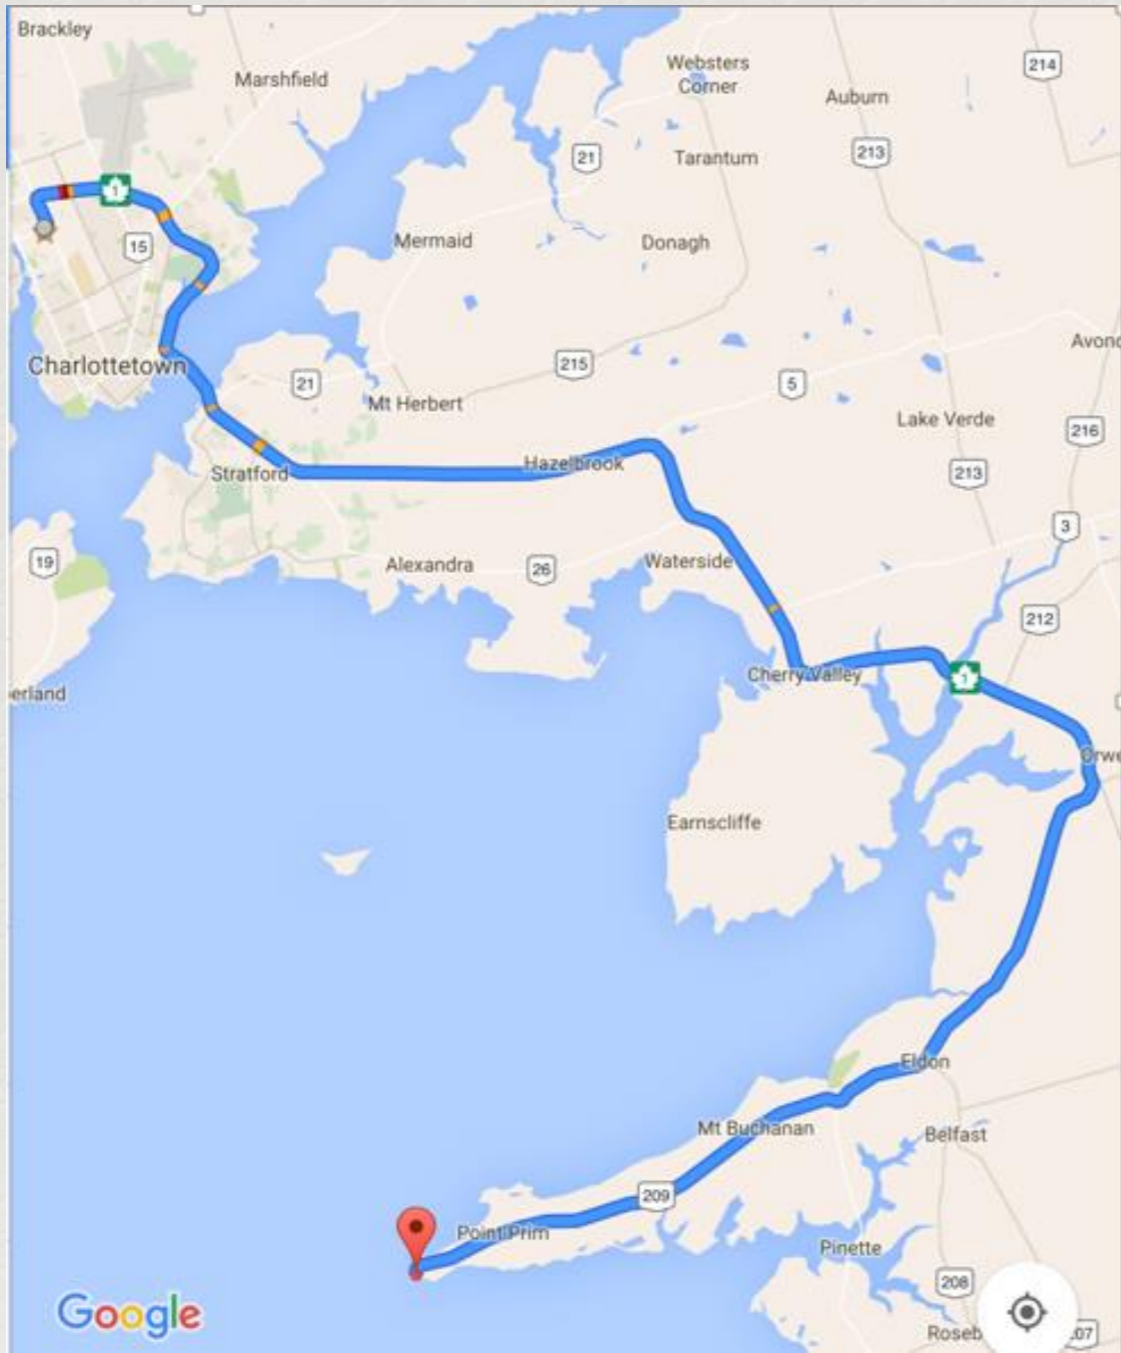 Brackley
Marshfield
Websters
Corner
214
Auburn
21
Tarantum
213
1
15
Mermaid
Donagh
Charlottetown
21
215
5
Avond
Mt Herbert
Lake Verde
216
Stratford
Hazelbrook
213
3
19
Alexandra
26
Waterside
212
erland
Cherry Valley
1
Orwe
Earnscliffe
Eldon
Mt Buchanan
Belfast
209
Point Prim
Pinette
208
Google
Roseb
07